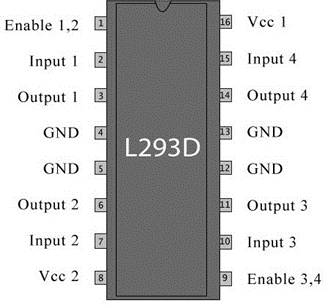 Enable 1,2 1 16 Vcc 1
Input 1 2 15 Input 4
Output 1 3 14 Output 4
GND 4 13 GND
L293D
GND 5 12 GND
Output 2 6 11 Output 3
Input 2 7 10 Input 3
Vcc 2 8 9 Enable 3,4